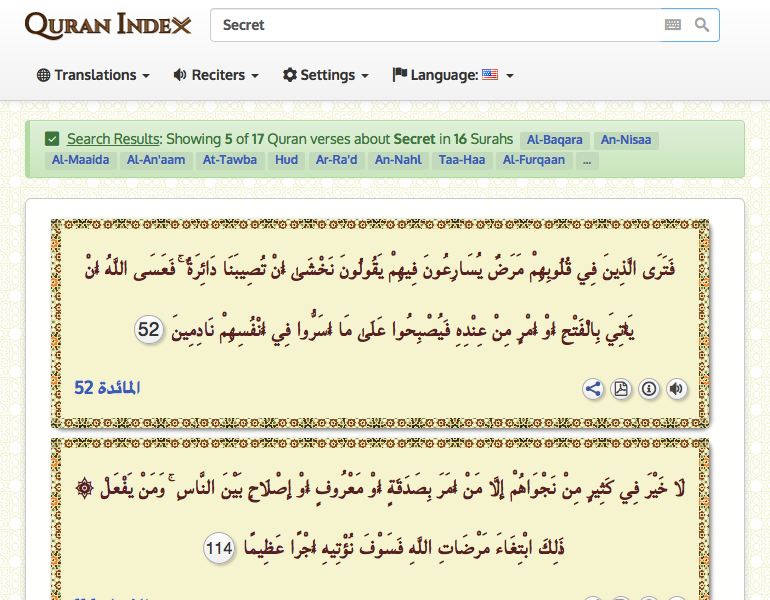 QURAN INDEX
Secret
Translations Reciters Settings Language:
Search Results: Showing 5 of 17 Quran verses about Secret in 16 Surahs Al-Baqara An-Nisaa
Al-Maaida Al-An'aam At-Tawba Hud Ar-Ra'd An-Nahl Taa-Haa Al-Furqaan ...
فَتَرَى الَّذِينَ فِي قُلُوبِهِمْ مَرَضٌ يُسَارِعُونَ فِيهِمْ يَقُولُونَ نَخْشَىٰ أَنْ تُصِيبَنَا دَائِرَةٌ ۚ فَعَسَى اللَّهُ أَنْ
يَأْتِيَ بِالْفَتْحِ أَوْ أَمْرٍ مِنْ عِنْدِهِ فَيُصْبِحُوا عَلَىٰ مَا أَسَرُّوا فِي أَنْفُسِهِمْ نَادِمِينَ 52
المائدة 52
۞ لَا خَيْرَ فِي كَثِيرٍ مِنْ نَجْوَاهُمْ إِلَّا مَنْ أَمَرَ بِصَدَقَةٍ أَوْ مَعْرُوفٍ أَوْ إِصْلَاحٍ بَيْنَ النَّاسِ ۚ وَمَنْ يَفْعَلْ
ذَٰلِكَ ابْتِغَاءَ مَرْضَاتِ اللَّهِ فَسَوْفَ نُؤْتِيهِ أَجْرًا عَظِيمًا 114